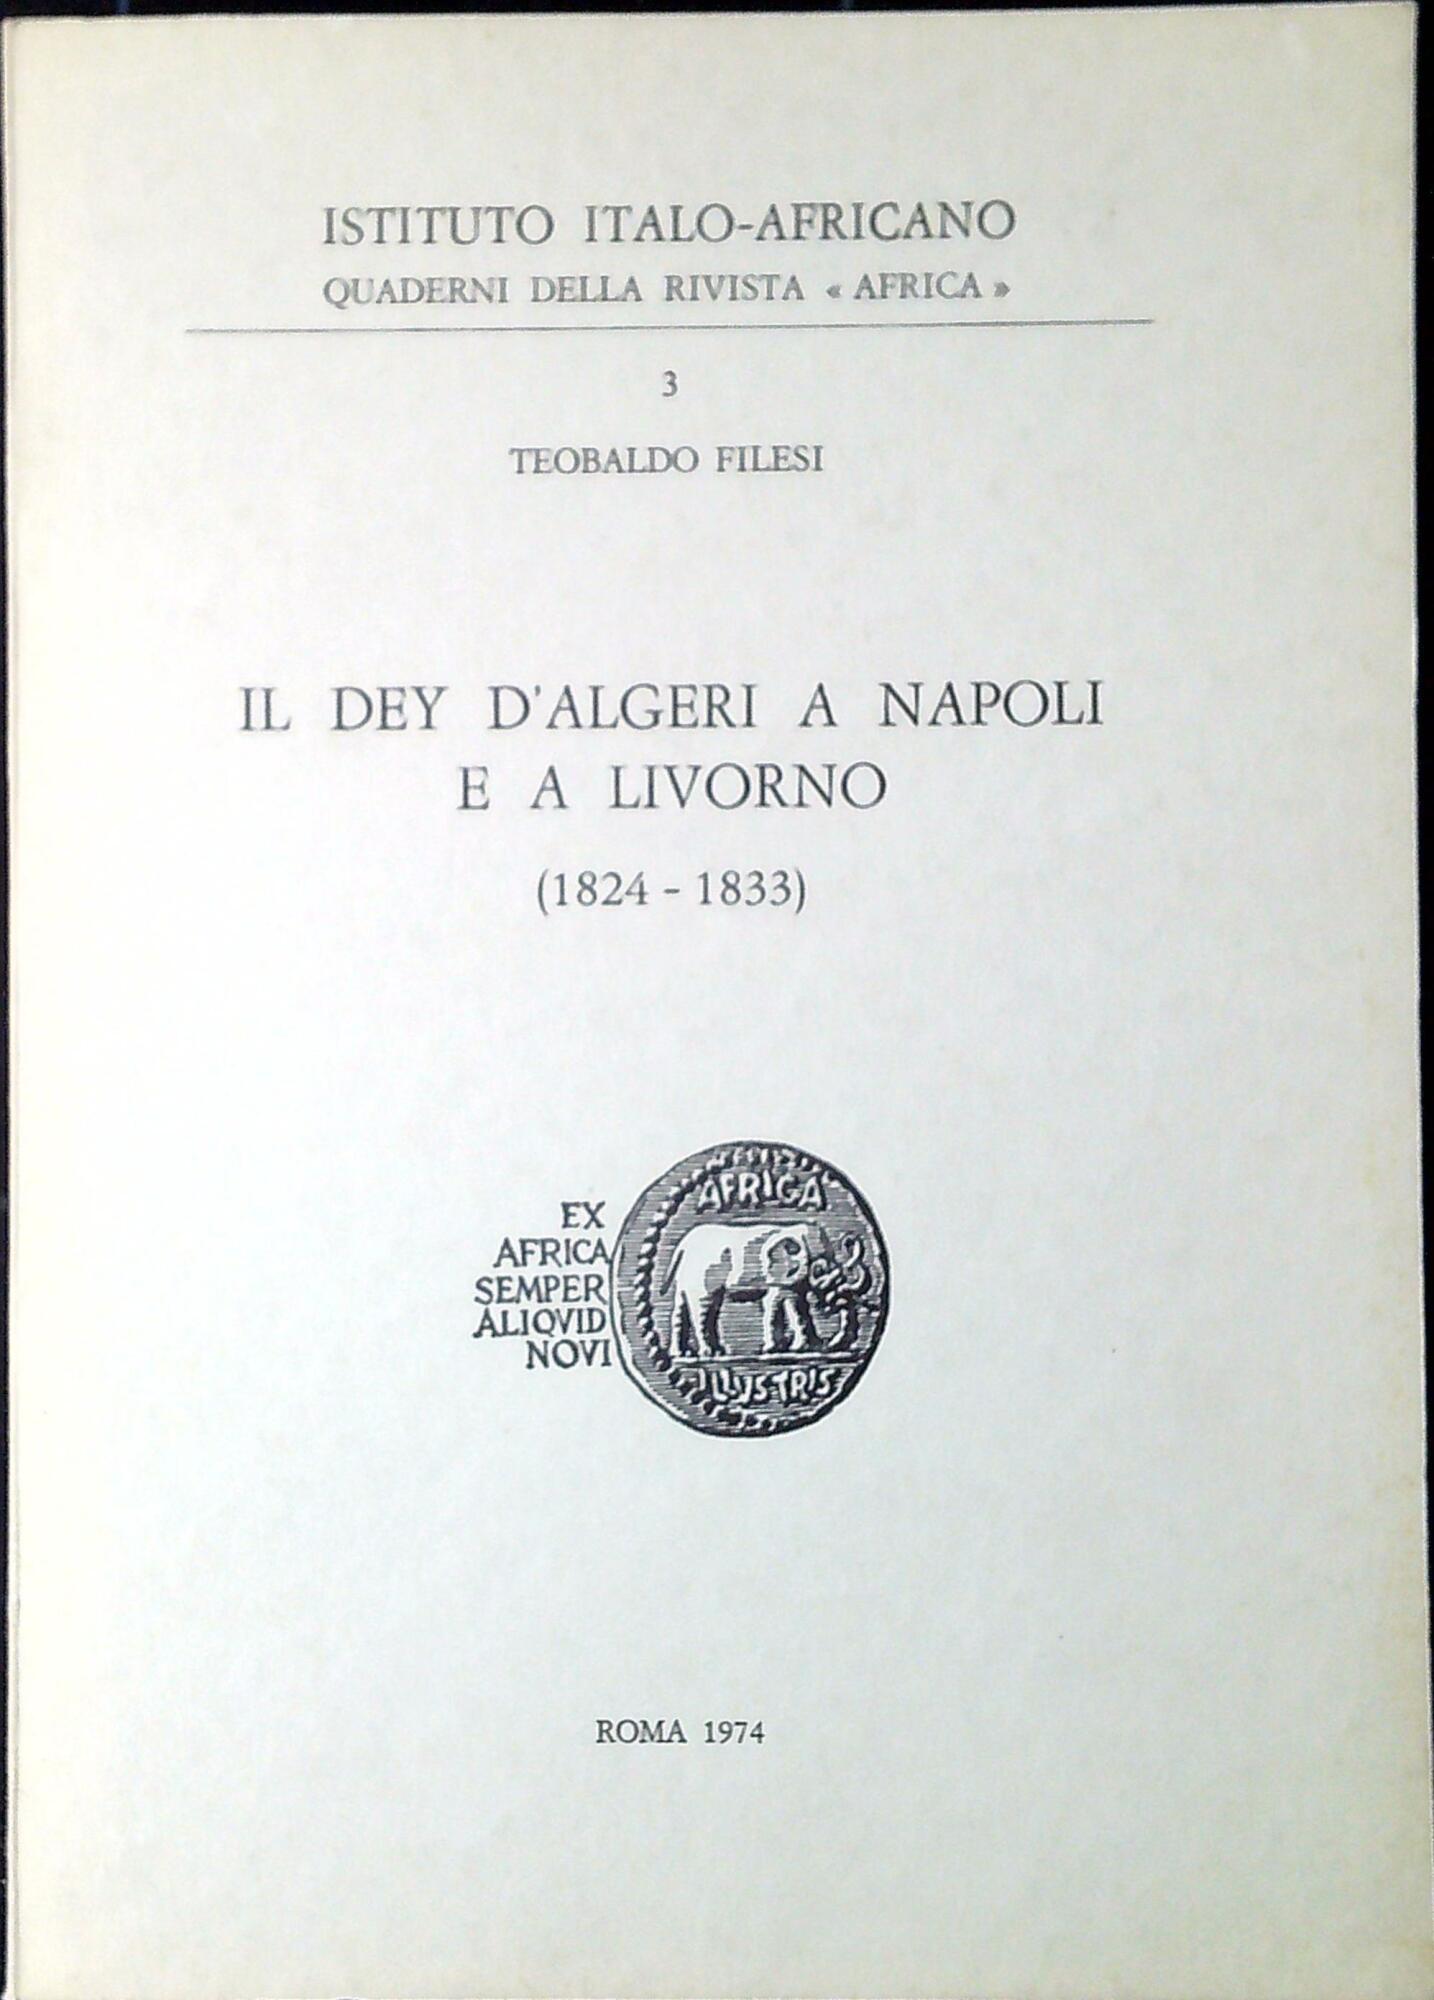 ISTITUTO ITALO-AFRICANO
QUADERNI DELLA RIVISTA « AFRICA »
3
TEOBALDO FILESI
IL DEY D'ALGERI A NAPOLI
E A LIVORNO
(1824 - 1833)
EX
AFRICA
SEMPER
ALIQVID
NOVI
AFRICA
ILLUSTRIS
ROMA 1974